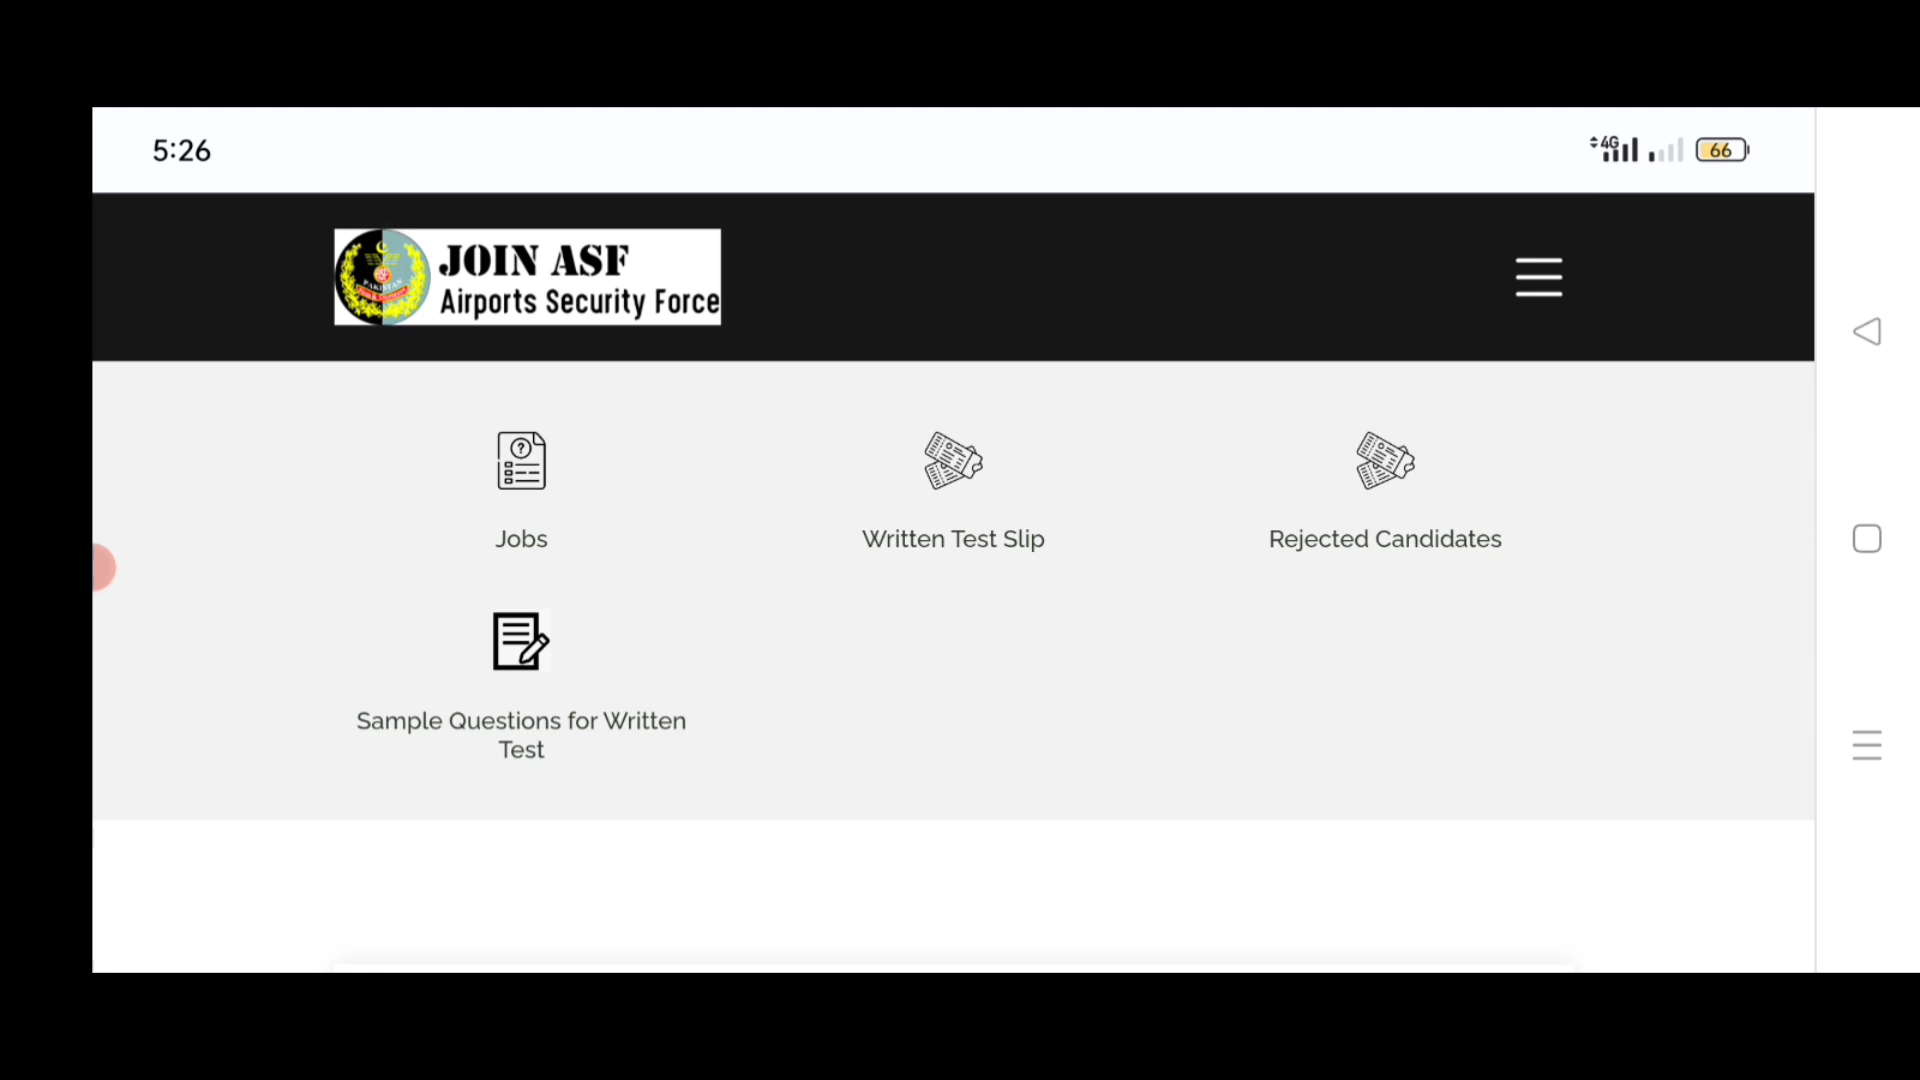 5:26
4G
66
JOIN ASF
Airports Security Force
PAKISTAN
Jobs
Written Test Slip
Rejected Candidates
Sample Questions for Written
Test